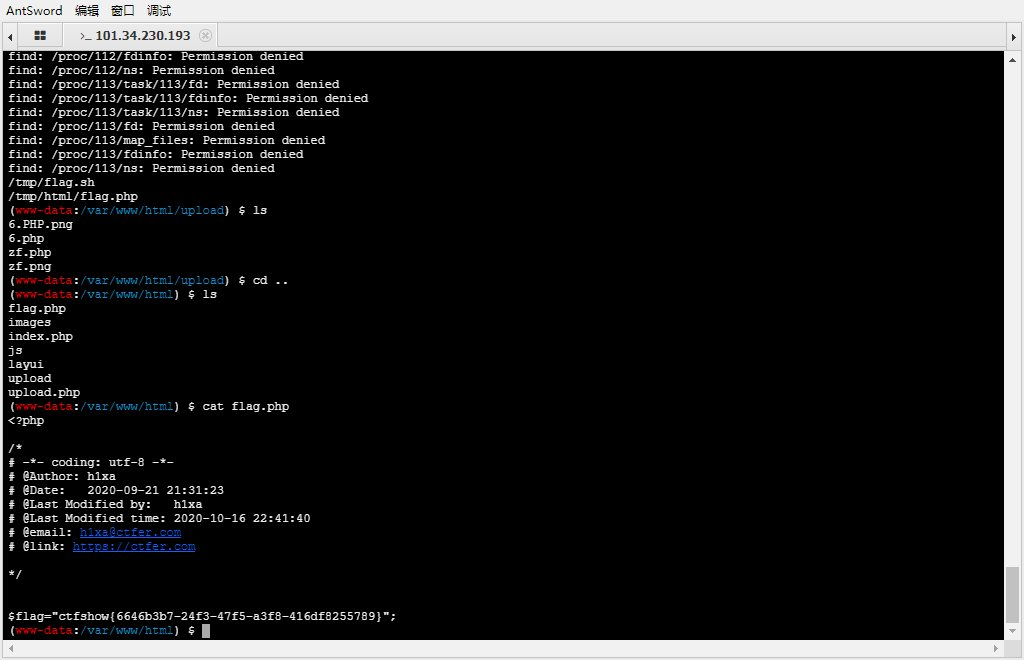 AntSword 编辑 窗口 调试
>_ 101.34.230.193
find: /proc/112/fdinfo: Permission denied
find: /proc/112/ns: Permission denied
find: /proc/113/task/113/fd: Permission denied
find: /proc/113/task/113/fdinfo: Permission denied
find: /proc/113/task/113/ns: Permission denied
find: /proc/113/fd: Permission denied
find: /proc/113/map_files: Permission denied
find: /proc/113/fdinfo: Permission denied
find: /proc/113/ns: Permission denied
/tmp/flag.sh
/tmp/html/flag.php
(www-data:/var/www/html/upload) $ ls
6.PHP.png
6.php
zf.php
zf.png
(www-data:/var/www/html/upload) $ cd ..
(www-data:/var/www/html) $ ls
flag.php
images
index.php
js
layui
upload
upload.php
(www-data:/var/www/html) $ cat flag.php
<?php
/*
# -*- coding: utf-8 -*-
# @Author: h1xa
# @Date:   2020-09-21 21:31:23
# @Last Modified by:   h1xa
# @Last Modified time: 2020-10-16 22:41:40
# @email: h1xa@ctfer.com
# @link: https://ctfer.com
*/
$flag="ctfshow{6646b3b7-24f3-47f5-a3f8-416df8255789}";
(www-data:/var/www/html) $